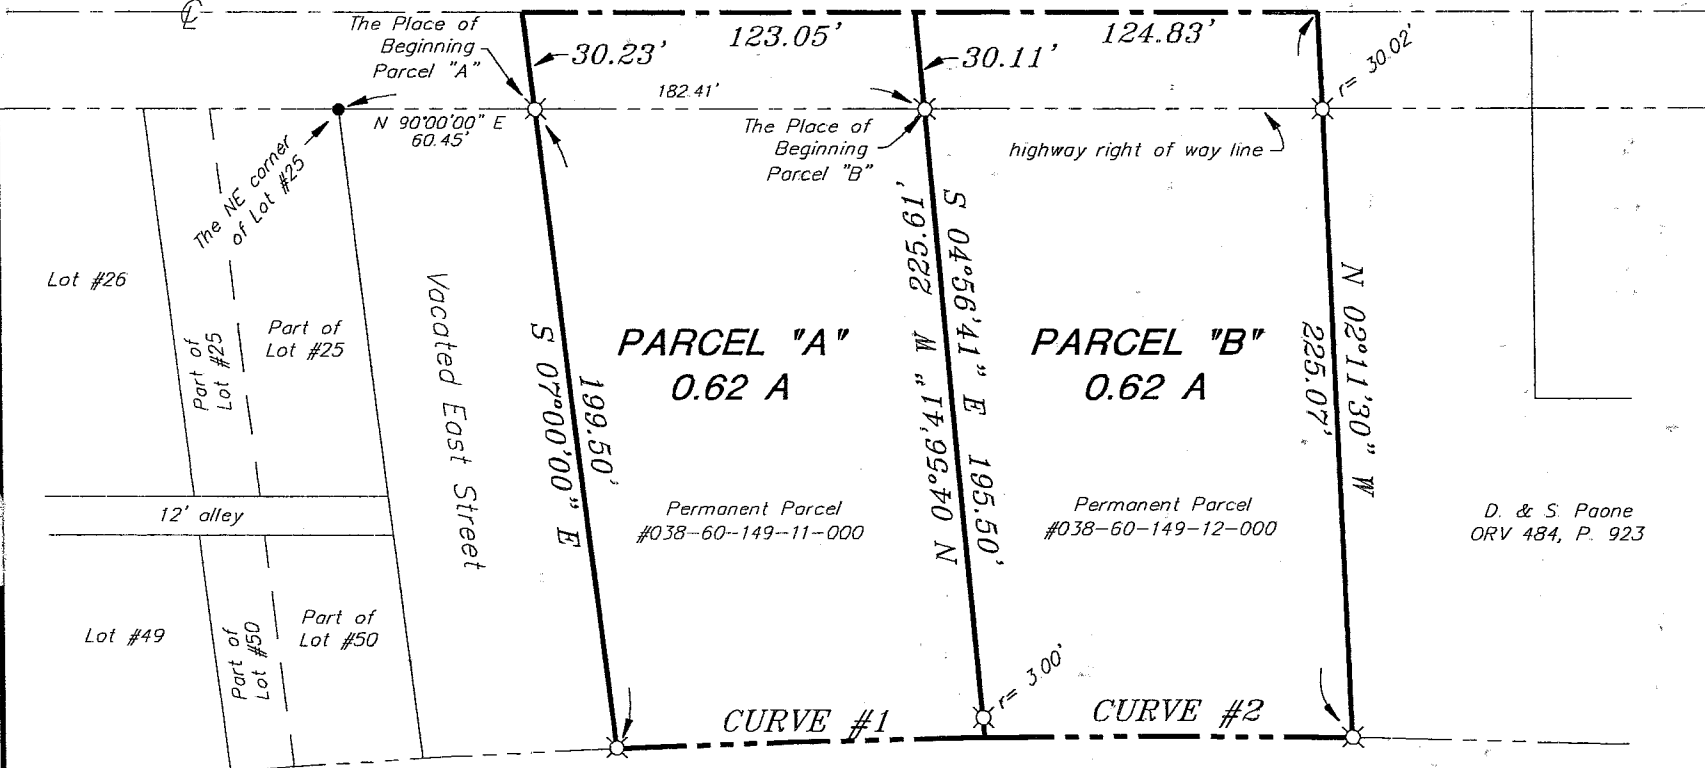 ℄
The Place of
Beginning
Parcel "A"
30.23'
123.05'
30.11'
124.83'
r= 30.02'
182.41'
N 90°00'00" E
60.45'
The NE corner
of Lot #25
The Place of
Beginning
Parcel "B"
highway right of way line
Lot #26
Part of
Lot #25
Part of
Lot #25
Vacated East Street
S 07°00'00" E
199.50'
PARCEL "A"
0.62 A
Permanent Parcel
#038-60-149-11-000
N 04°56'41" W 225.61'
S 04°56'41" E 195.50'
PARCEL "B"
0.62 A
Permanent Parcel
#038-60-149-12-000
N 02°11'30" W
225.07'
D. & S. Paone
ORV 484, P. 923
12' alley
Lot #49
Part of
Lot #50
Part of
Lot #50
CURVE #1
r= 3.00'
CURVE #2